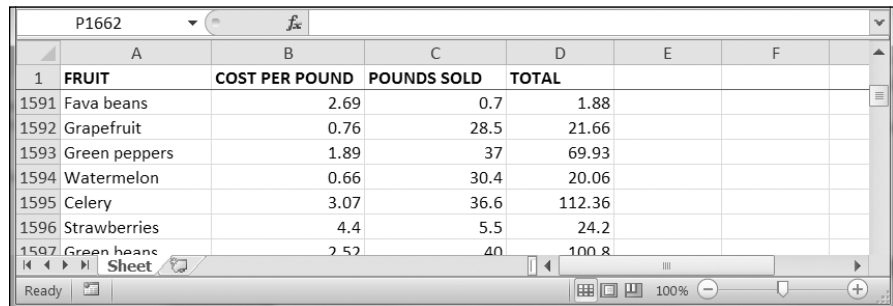 P1662 fx
A B C D E F
1 FRUIT COST PER POUND POUNDS SOLD TOTAL
1591 Fava beans 2.69 0.7 1.88
1592 Grapefruit 0.76 28.5 21.66
1593 Green peppers 1.89 37 69.93
1594 Watermelon 0.66 30.4 20.06
1595 Celery 3.07 36.6 112.36
1596 Strawberries 4.4 5.5 24.2
1597 Green beans 2.52 40 100.8
Sheet
Ready 100%